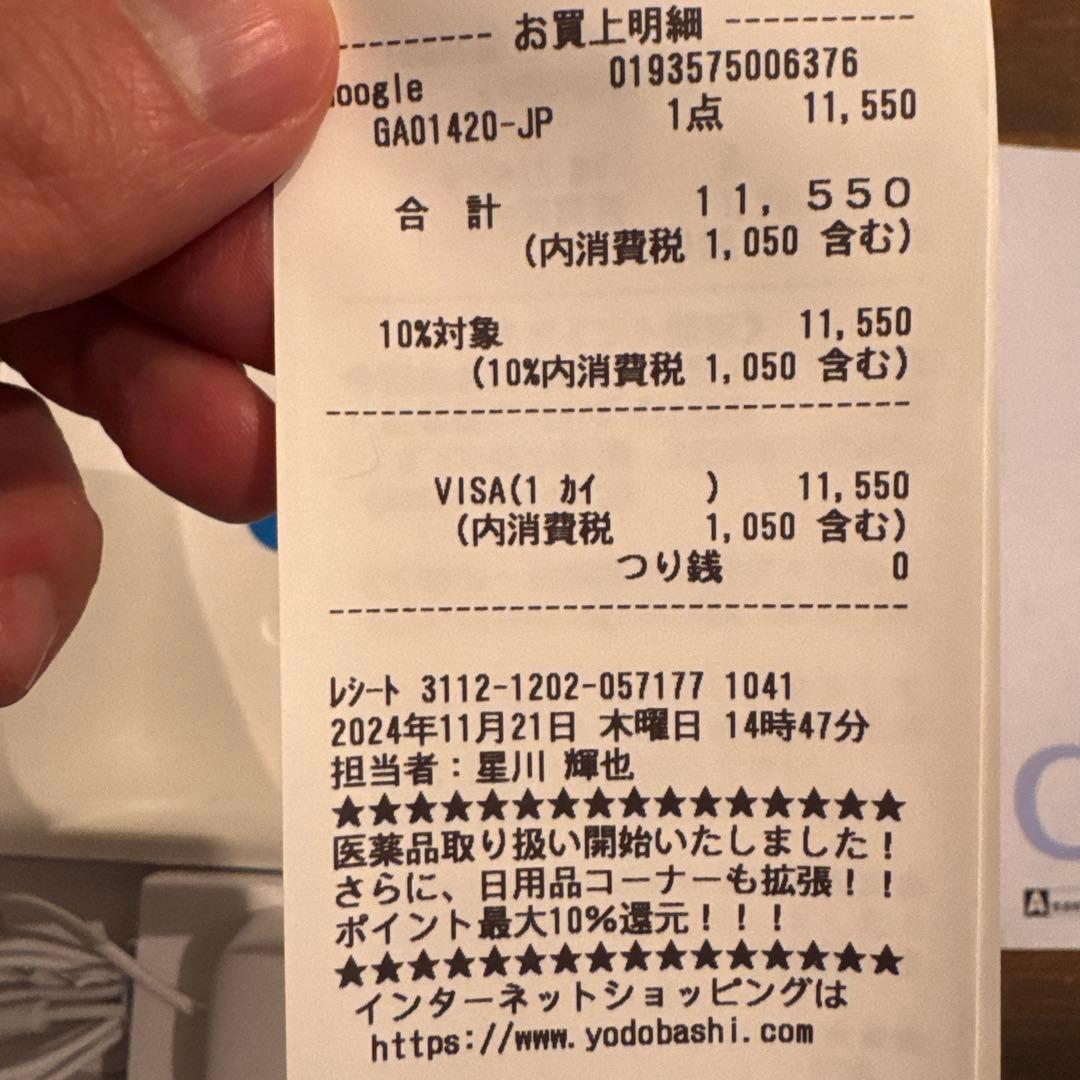 お買上明細
oogle 0193575006376
GA01420-JP 1点 11,550
合 計 11,550
(内消費税 1,050 含む)
10%対象 11,550
(10%内消費税 1,050 含む)
VISA(1 カイ ) 11,550
(内消費税 1,050 含む)
つり銭 0
レシート 3112-1202-057177 1041
2024年11月21日 木曜日 14時47分
担当者：星川 輝也
★★★★★★★★★★★★★★★★
医薬品取り扱い開始いたしました！
さらに、日用品コーナーも拡張！！
ポイント最大10%還元！！！
★★★★★★★★★★★★★★★★
インターネットショッピングは
https://www.yodobashi.com